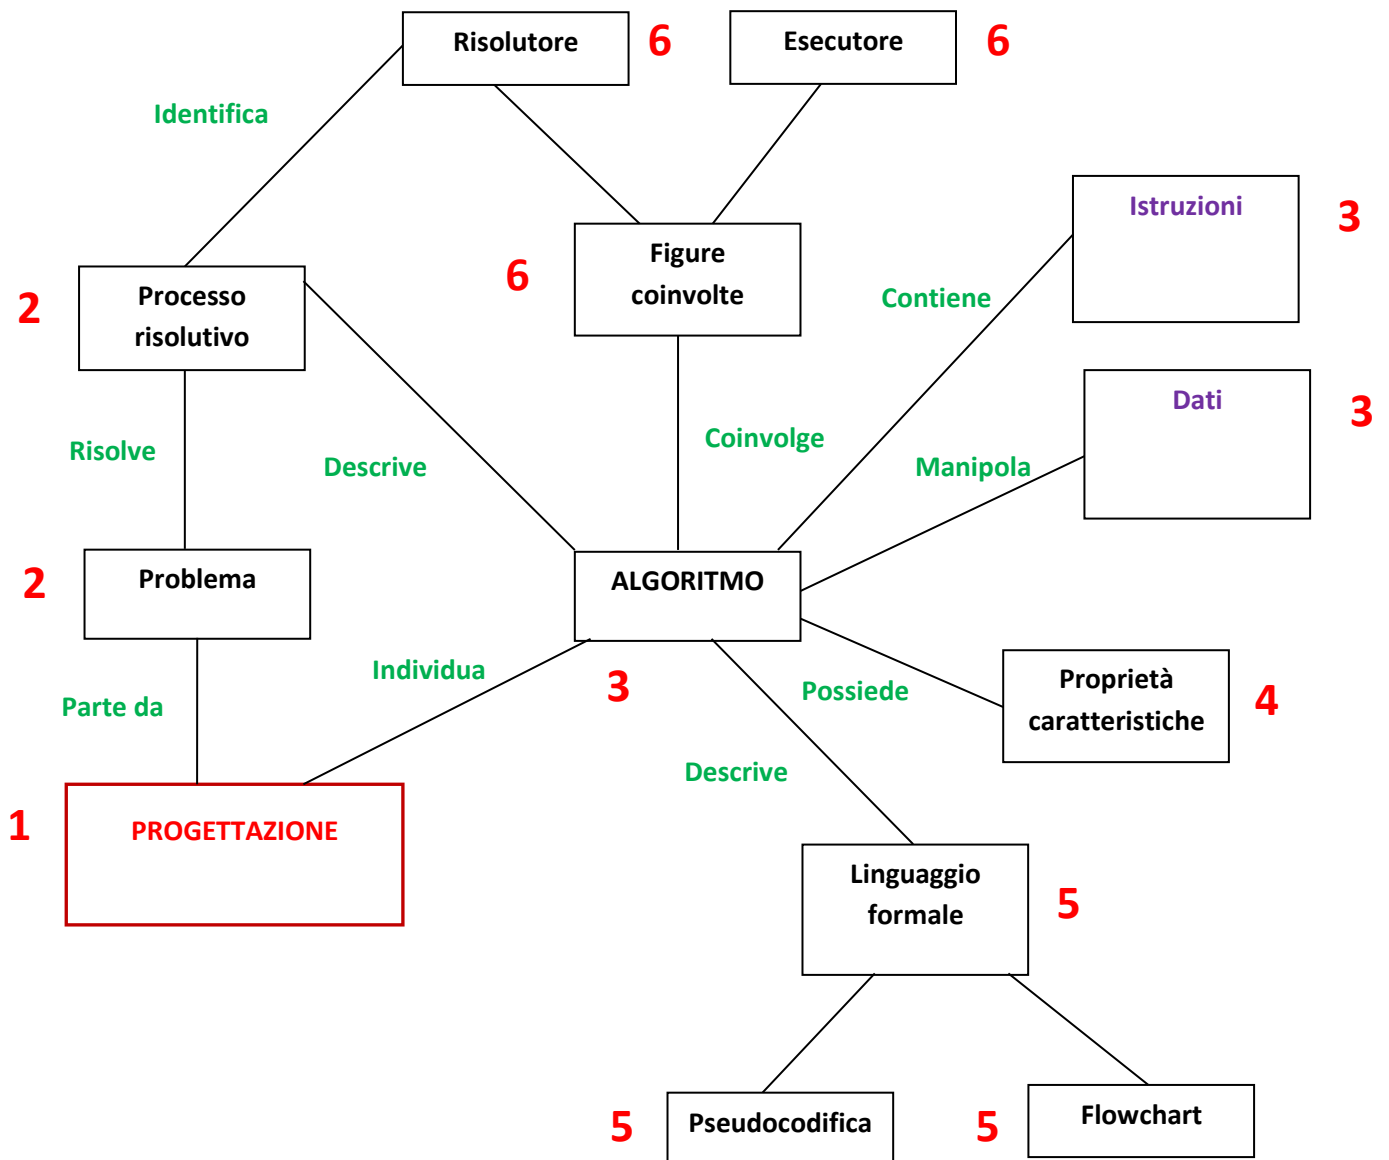 Risolutore
6
Esecutore
6
Identifica
Istruzioni
3
Figure
coinvolte
6
Processo
risolutivo
2
Contiene
Dati
3
Risolve
Descrive
Coinvolge
Manipola
Problema
2
ALGORITMO
3
Individua
Possiede
Proprietà
caratteristiche
4
Parte da
Descrive
PROGETTAZIONE
1
Linguaggio
formale
5
5
Pseudocodifica
5
Flowchart